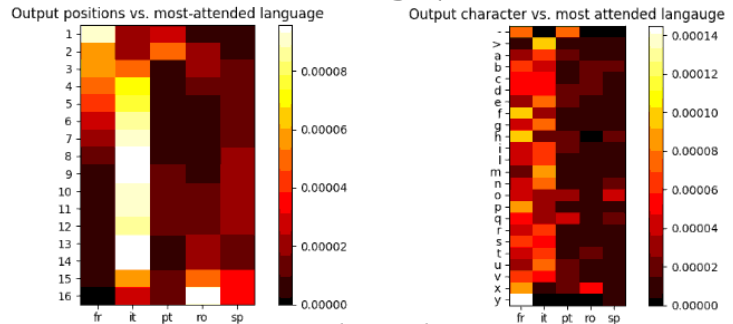 Output positions vs. most-attended language
1
2
3
4
5
6
7
8
9
10
11
12
13
14
15
16
fr it pt ro sp
0.00008
0.00006
0.00004
0.00002
0.00000
Output character vs. most attended langauge
-
>
a
b
c
d
e
f
g
h
i
l
m
n
o
p
q
r
s
t
u
v
x
y
fr it pt ro sp
0.00014
0.00012
0.00010
0.00008
0.00006
0.00004
0.00002
0.00000